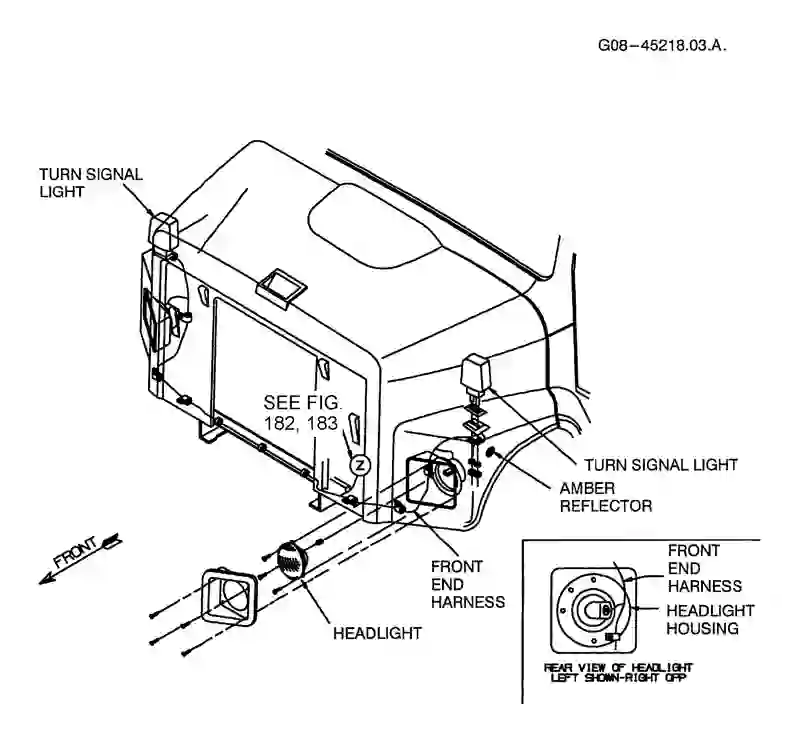 G08-45218.03.A.
TURN SIGNAL
LIGHT
SEE FIG.
182, 183
Z
TURN SIGNAL LIGHT
AMBER
REFLECTOR
FRONT
FRONT
END
HARNESS
HEADLIGHT
FRONT
END
HARNESS
HEADLIGHT
HOUSING
REAR VIEW OF HEADLIGHT
LEFT SHOWN-RIGHT OPP